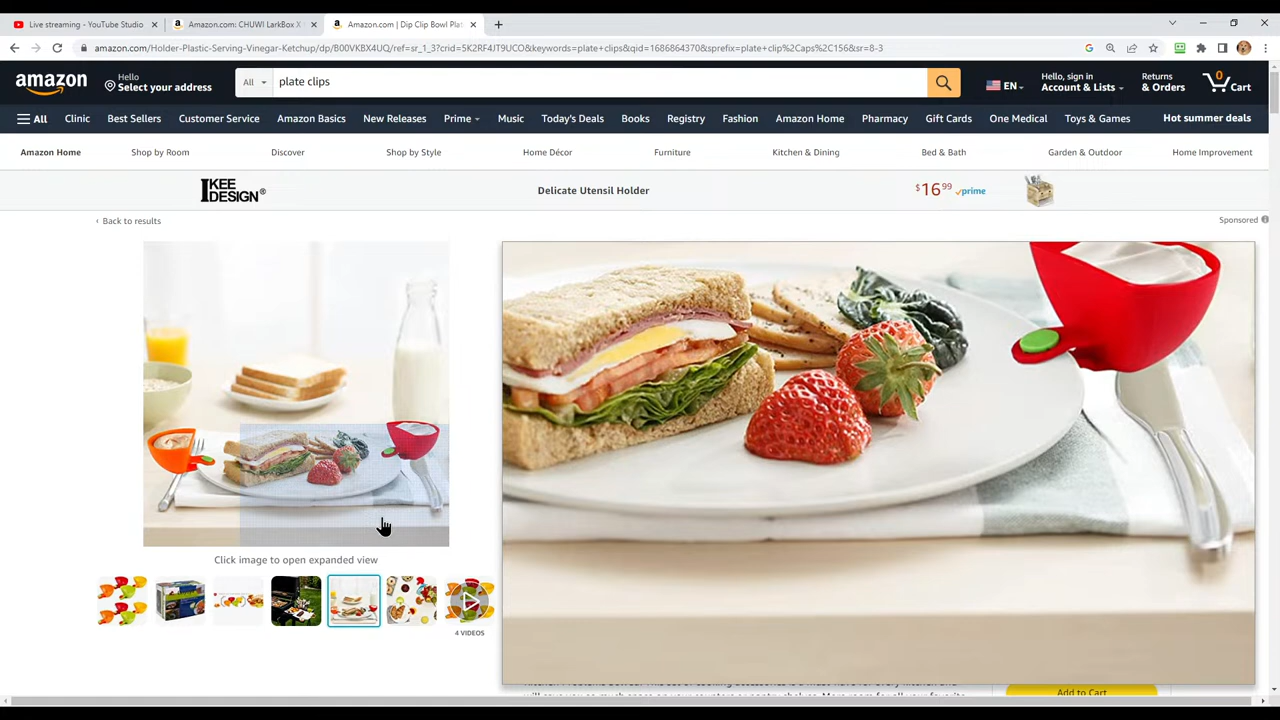 Live streaming - YouTube Studio
Amazon.com: CHUWI LarkBox X
Amazon.com | Dip Clip Bowl Plat
amazon.com/Holder-Plastic-Serving-Vinegar-Ketchup/dp/B00VKBX4UQ/ref=sr_1_3?crid=5K2RF4JT9UCO&keywords=plate+clips&qid=1686864370&sprefix=plate+clip%2Caps%2C156&sr=8-3
amazon
Hello
Select your address
All
plate clips
EN
Hello, sign in
Account & Lists
Returns
& Orders
0
Cart
All
Clinic
Best Sellers
Customer Service
Amazon Basics
New Releases
Prime
Music
Today's Deals
Books
Registry
Fashion
Amazon Home
Pharmacy
Gift Cards
One Medical
Toys & Games
Hot summer deals
Amazon Home
Shop by Room
Discover
Shop by Style
Home Décor
Furniture
Kitchen & Dining
Bed & Bath
Garden & Outdoor
Home Improvement
IKEE DESIGN®
Delicate Utensil Holder
$16 99 prime
‹ Back to results
Sponsored
Click image to open expanded view
4 VIDEOS
Add to Cart